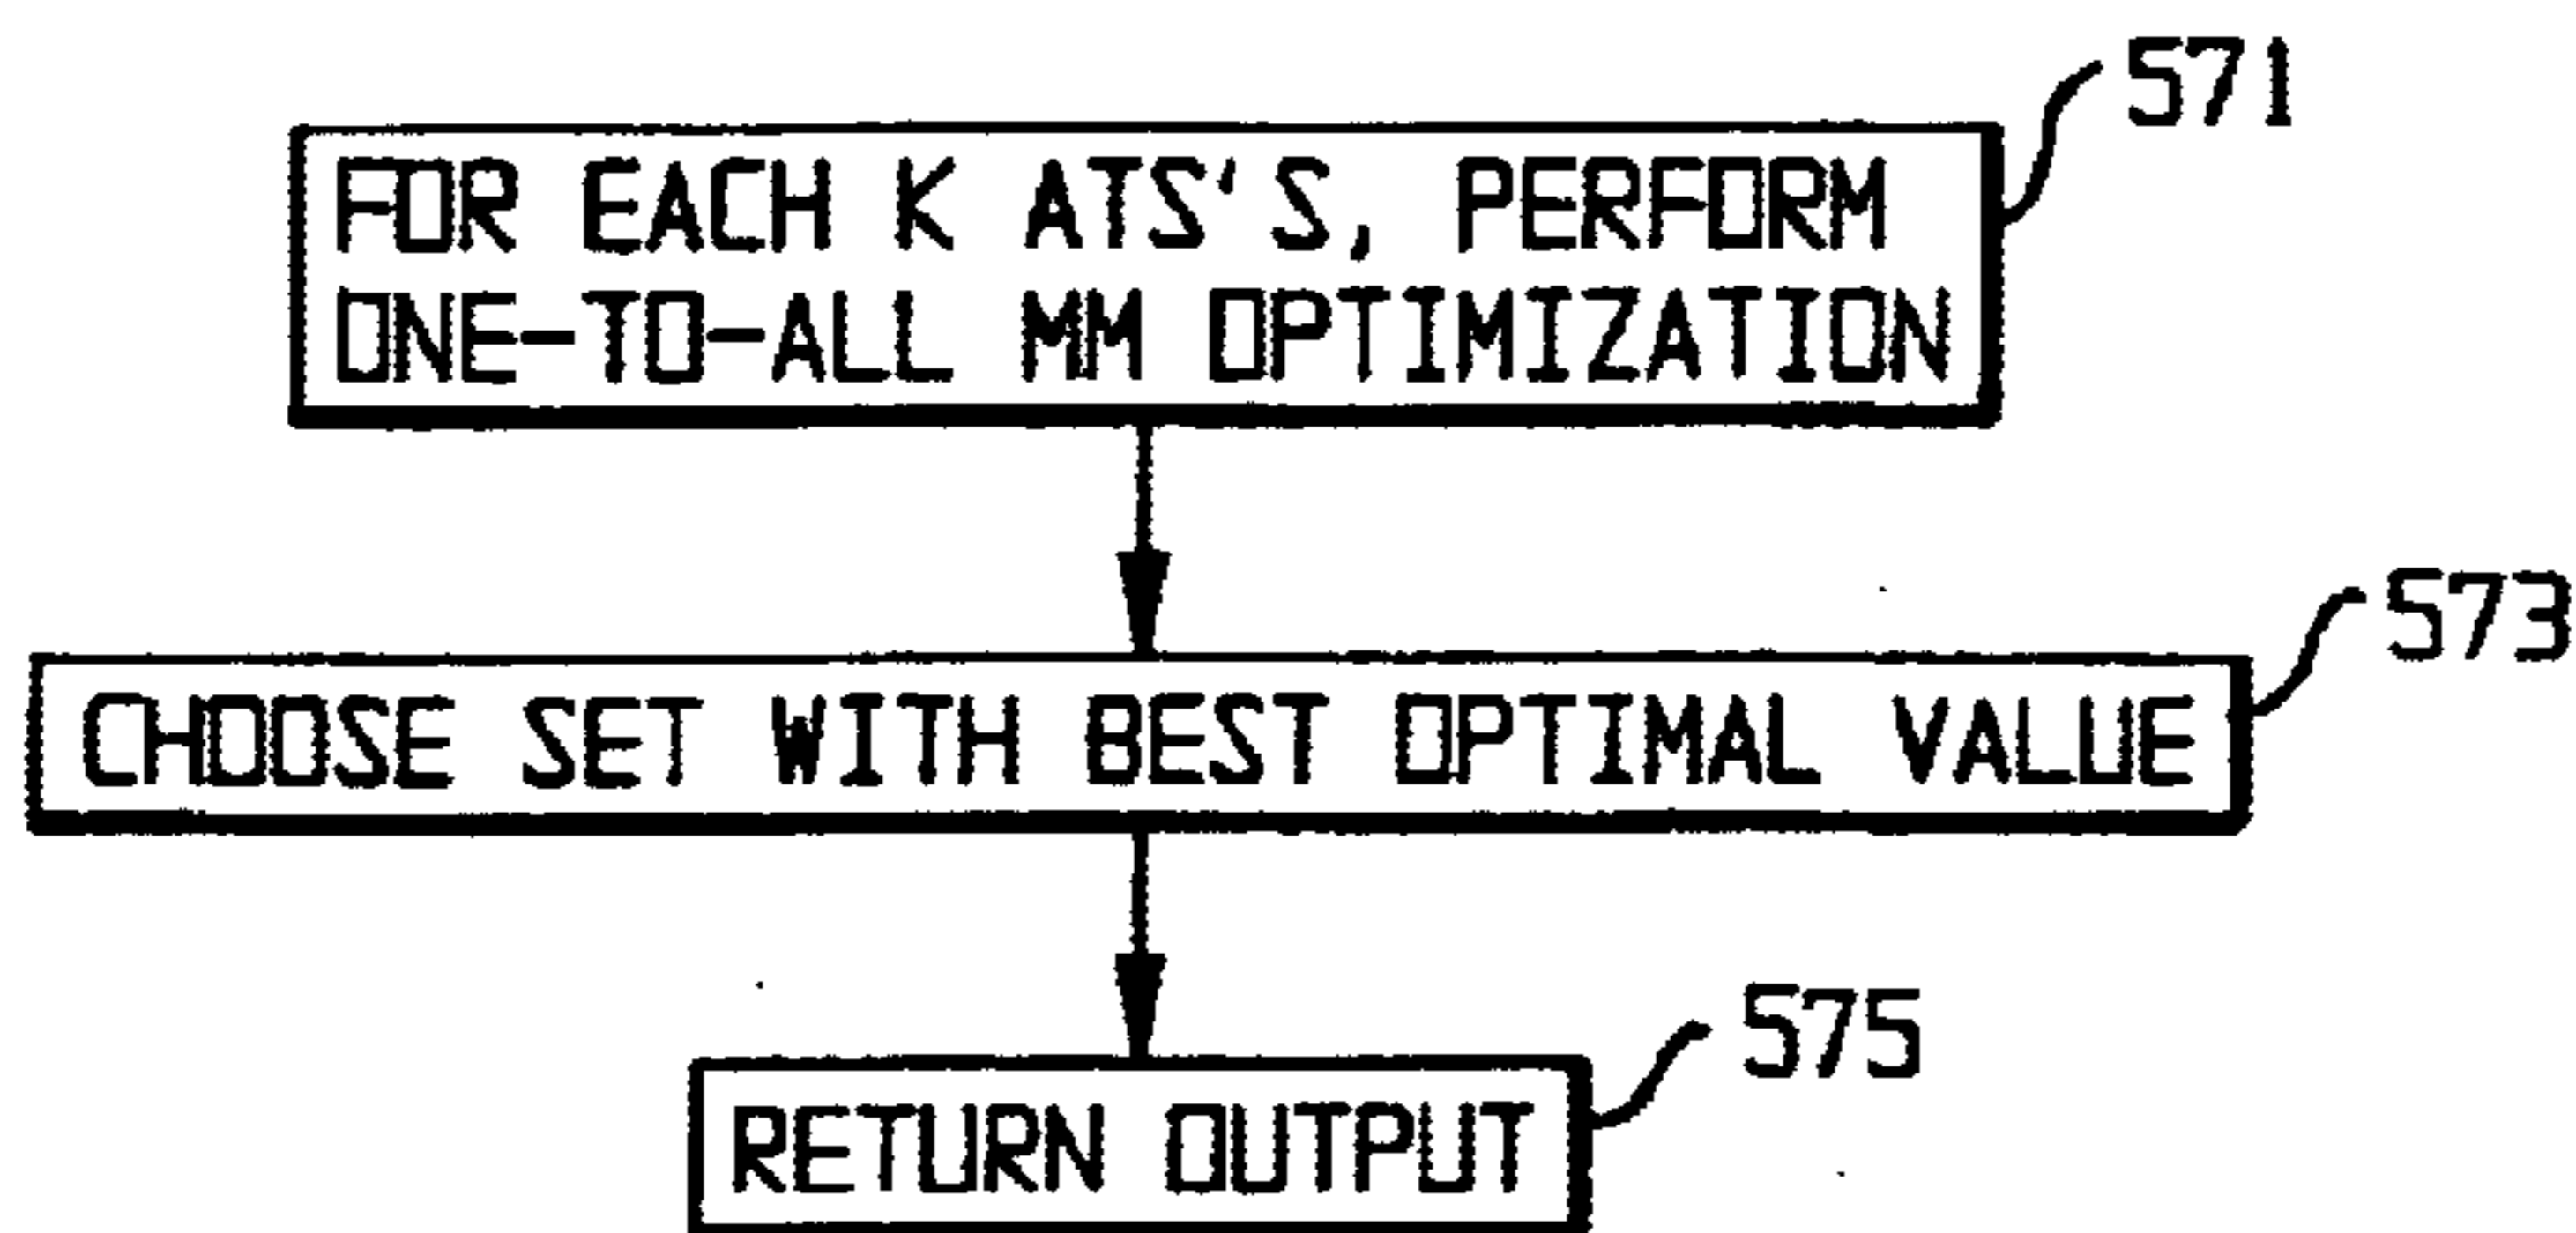 571
FOR EACH K ATS'S, PERFORM
ONE-TO-ALL MM OPTIMIZATION
573
CHOOSE SET WITH BEST OPTIMAL VALUE
575
RETURN OUTPUT